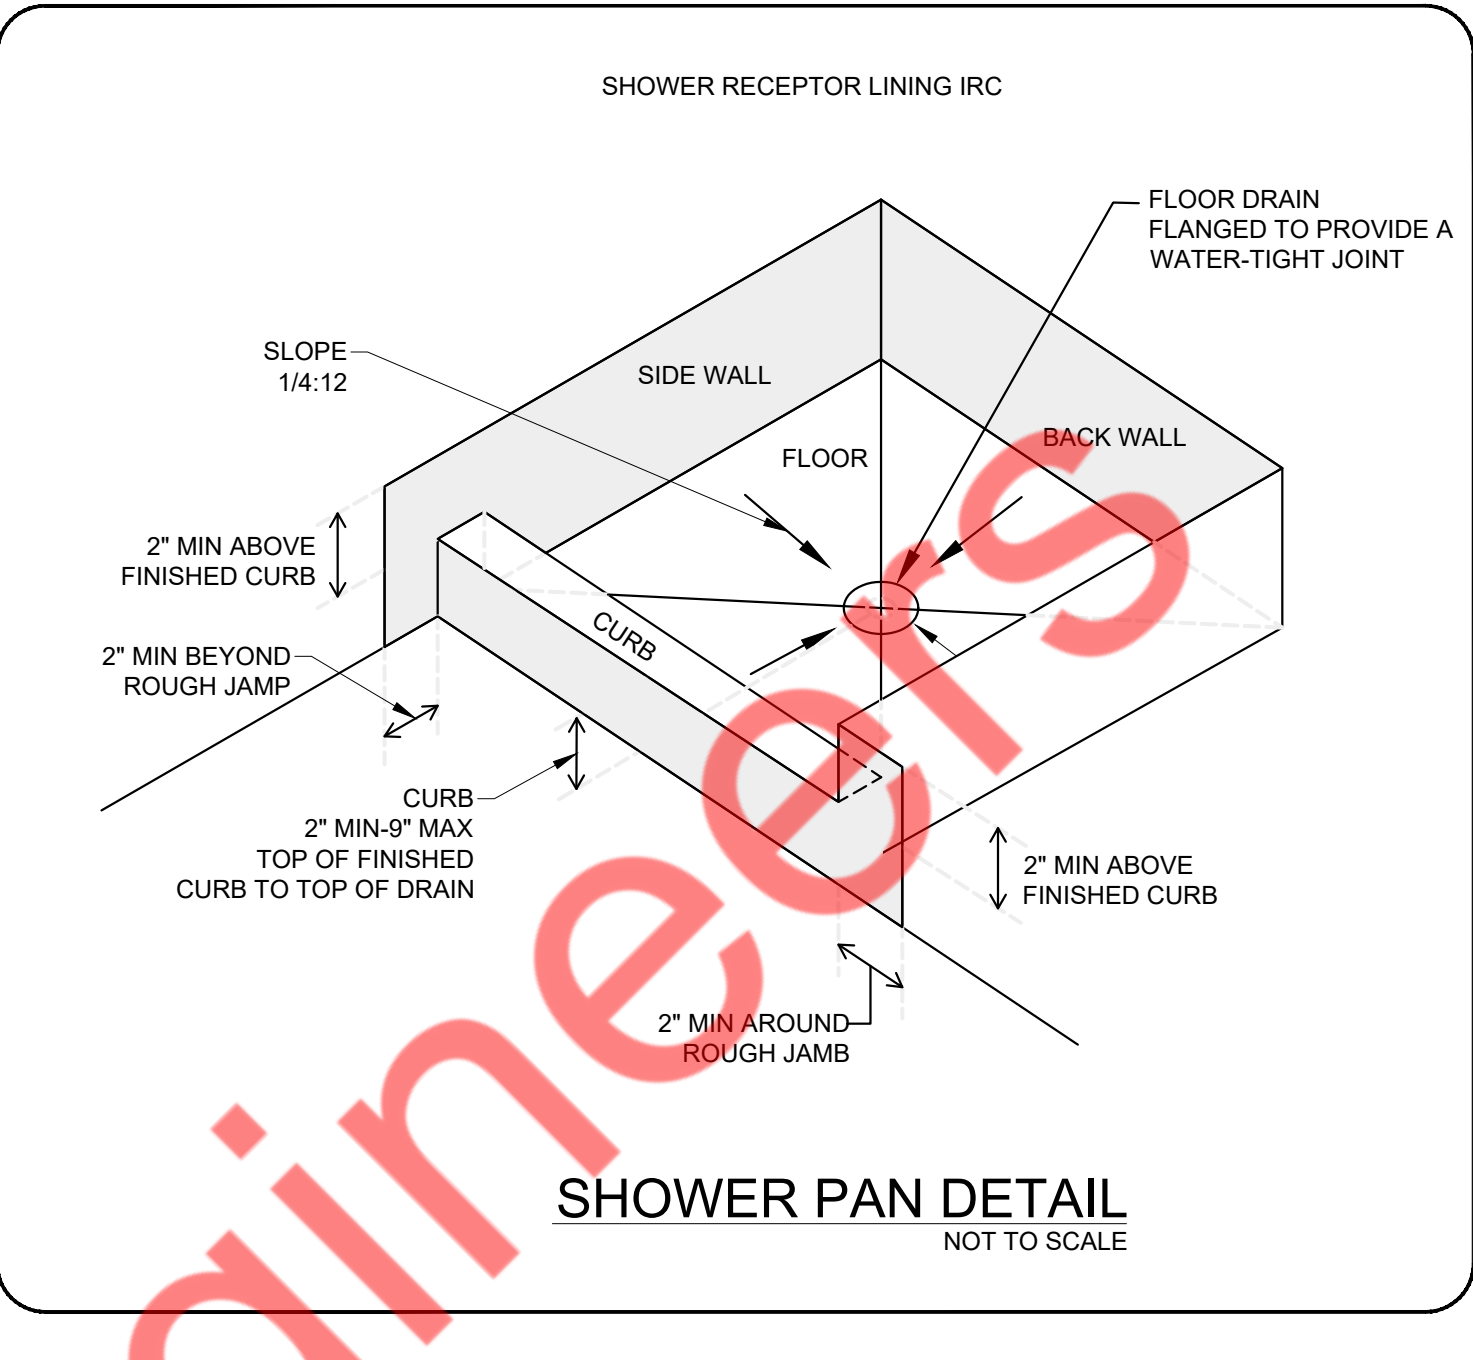 SHOWER RECEPTOR LINING IRC
FLOOR DRAIN
FLANGED TO PROVIDE A
WATER-TIGHT JOINT
SLOPE
1/4:12
SIDE WALL
BACK WALL
FLOOR
2" MIN ABOVE
FINISHED CURB
CURB
2" MIN BEYOND
ROUGH JAMP
CURB
2" MIN-9" MAX
TOP OF FINISHED
CURB TO TOP OF DRAIN
2" MIN ABOVE
FINISHED CURB
2" MIN AROUND
ROUGH JAMB
SHOWER PAN DETAIL
NOT TO SCALE
gineers